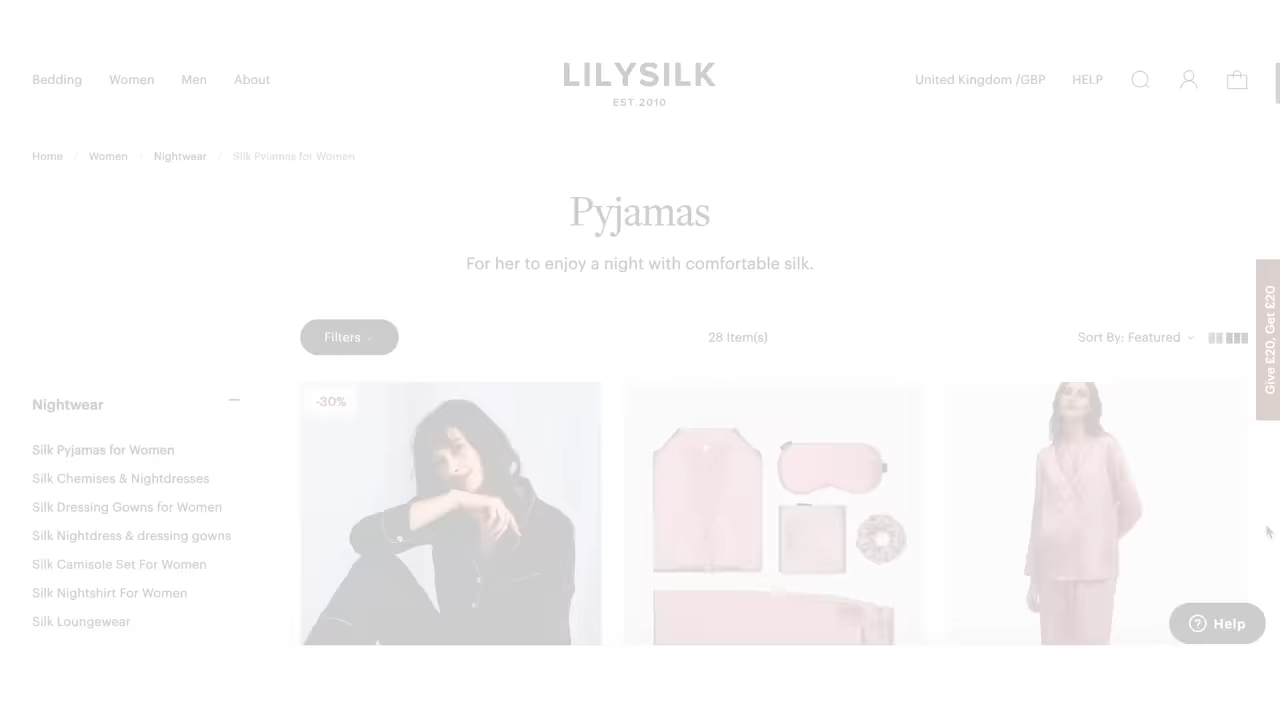 Bedding Women Men About
LILYSILK
EST.2010
United Kingdom /GBP HELP
Home / Women / Nightwear / Silk Pyjamas for Women
Pyjamas
For her to enjoy a night with comfortable silk.
Filters
28 Item(s)
Sort By: Featured
Give £20, Get £20
Nightwear
Silk Pyjamas for Women
Silk Chemises & Nightdresses
Silk Dressing Gowns for Women
Silk Nightdress & dressing gowns
Silk Camisole Set For Women
Silk Nightshirt For Women
Silk Loungewear
-30%
Help